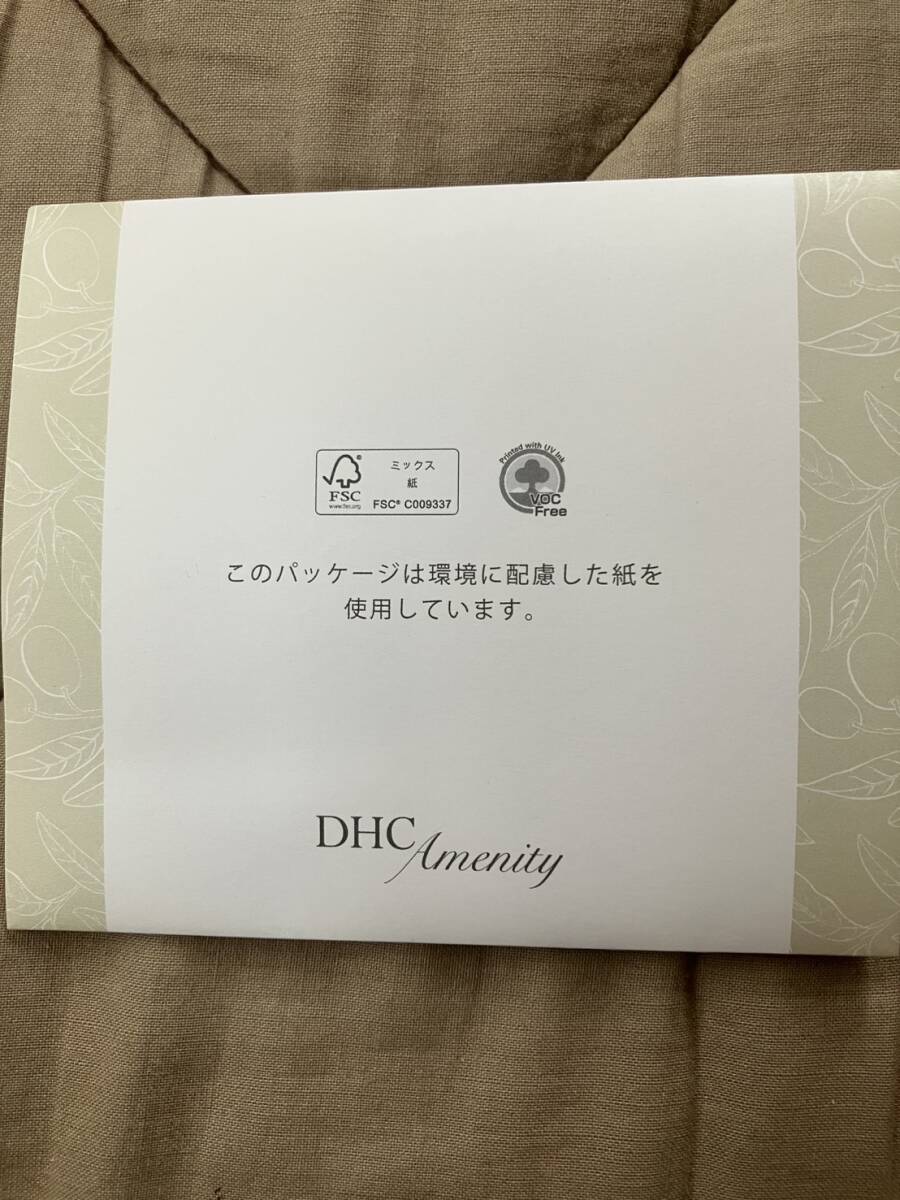 ミックス
紙
FSC® C009337
FSC
www.fsc.org
Printed with UV Ink
VOC
Free
このパッケージは環境に配慮した紙を
使用しています。
DHC Amenity